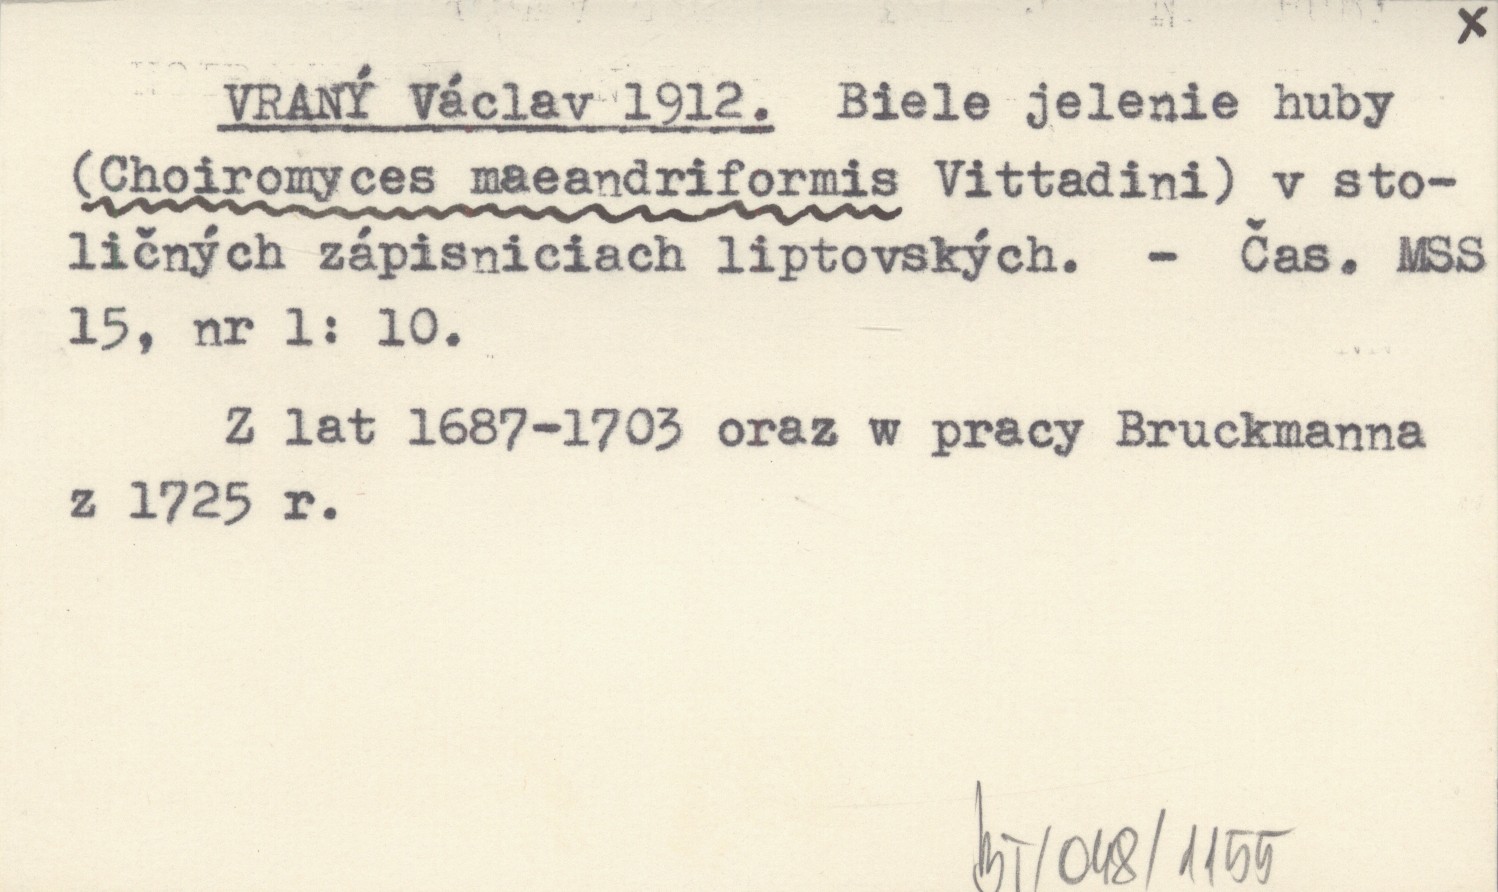 x
VRANÝ Václav 1912. Biele jelenie huby
(Choiromyces maeandriformis Vittadini) v sto-
ličných zápisniciach liptovských. - Čas. MSS
15, nr 1: 10.
Z lat 1687-1703 oraz w pracy Bruckmanna
z 1725 r.
BT/048/1155